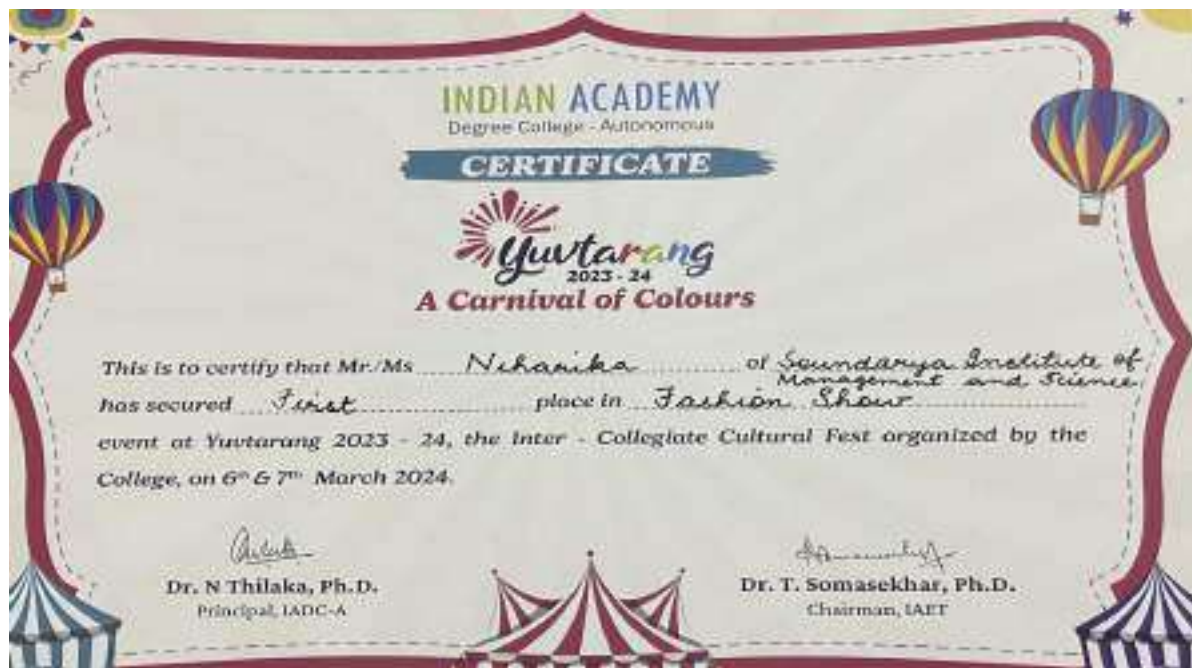 INDIAN ACADEMY
Degree College - Autonomous
CERTIFICATE
Yuvtarang
2023 - 24
A Carnival of Colours
This is to certify that Mr./Ms Niharika of Soundarya Institute of
Management and Science
has secured First place in Fashion Show
event at Yuvtarang 2023 - 24, the Inter - Collegiate Cultural Fest organized by the
College, on 6th & 7th March 2024.
Dr. N Thilaka, Ph.D.
Principal, IADC-A
Dr. T. Somasekhar, Ph.D.
Chairman, IAET